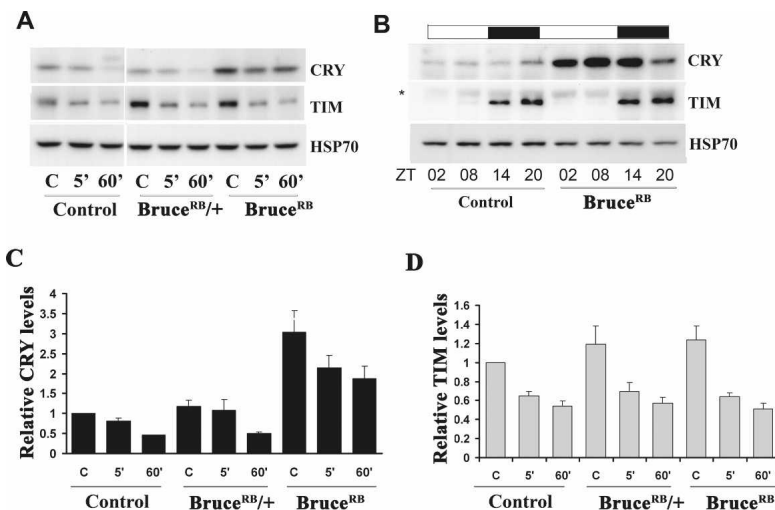 A
CRY
TIM
HSP70
C 5' 60' C 5' 60' C 5' 60'
Control Bruce^RB/+ Bruce^RB
B
CRY
*
TIM
HSP70
ZT 02 08 14 20 02 08 14 20
Control Bruce^RB
C
Relative CRY levels
4
3.5
3
2.5
2
1.5
1
0.5
0
C 5' 60' C 5' 60' C 5' 60'
Control Bruce^RB/+ Bruce^RB
D
Relative TIM levels
1.6
1.4
1.2
1
0.8
0.6
0.4
0.2
0
C 5' 60' C 5' 60' C 5' 60'
Control Bruce^RB/+ Bruce^RB